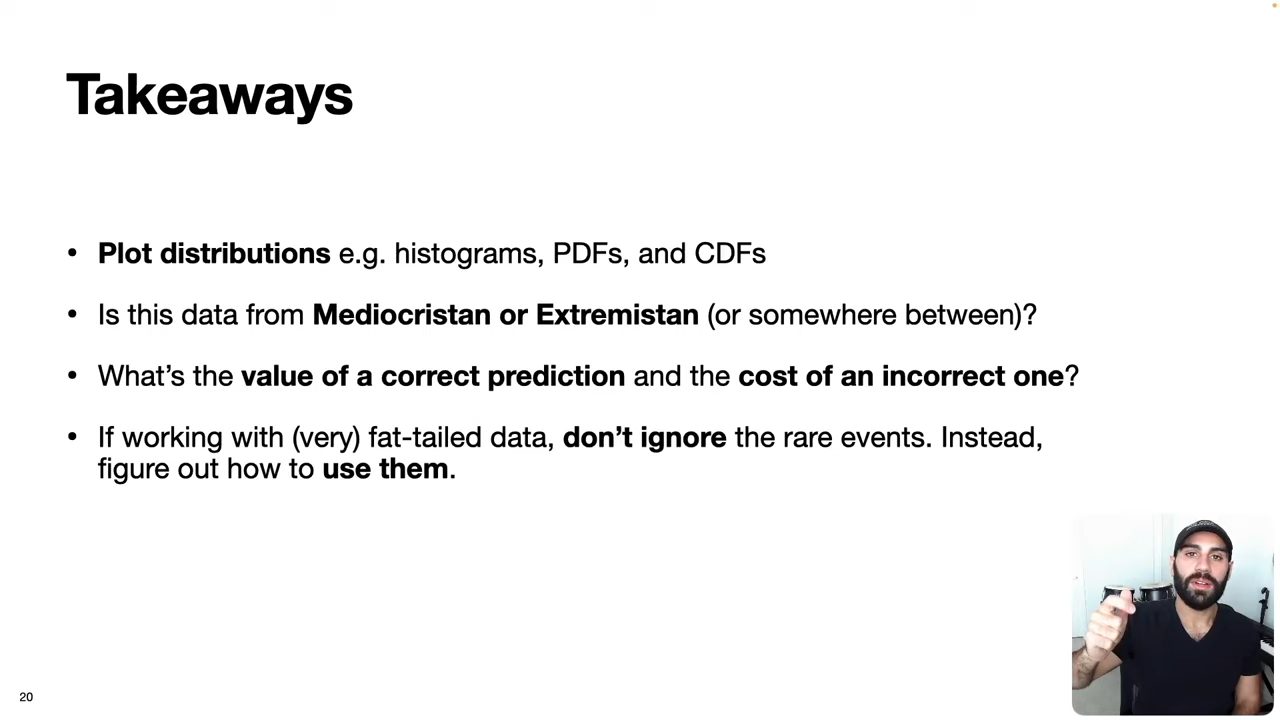 Takeaways
• Plot distributions e.g. histograms, PDFs, and CDFs
• Is this data from Mediocristan or Extremistan (or somewhere between)?
• What’s the value of a correct prediction and the cost of an incorrect one?
• If working with (very) fat-tailed data, don’t ignore the rare events. Instead,
figure out how to use them.
20